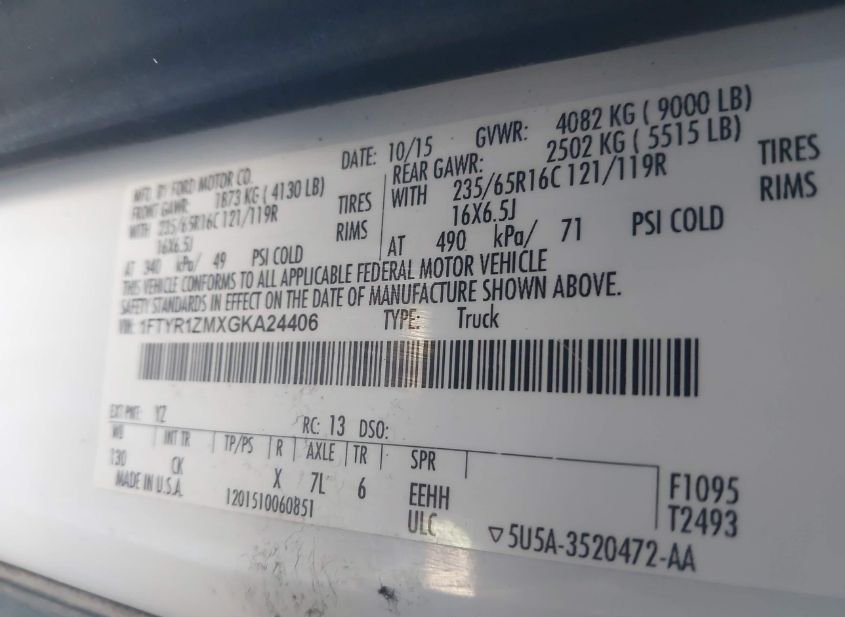 MFD. BY FORD MOTOR CO.
DATE: 10/15 GVWR: 4082 KG ( 9000 LB)
FRONT GAWR: 1873 KG ( 4130 LB)
REAR GAWR: 2502 KG ( 5515 LB)
WITH 235/65R16C 121/119R TIRES
WITH 235/65R16C 121/119R TIRES
16X6.5J RIMS
16X6.5J RIMS
AT 340 kPa/ 49 PSI COLD
AT 490 kPa/ 71 PSI COLD
THIS VEHICLE CONFORMS TO ALL APPLICABLE FEDERAL MOTOR VEHICLE
SAFETY STANDARDS IN EFFECT ON THE DATE OF MANUFACTURE SHOWN ABOVE.
VIN: 1FTYR1ZMXGKA24406 TYPE: Truck
EXT PNT: YZ RC: 13 DSO:
WB INT TR TP/PS R AXLE TR SPR
130 CK X 7L 6 EEHH F1095
MADE IN U.S.A. 1201510060851 ULC T2493
▽5U5A-3520472-AA